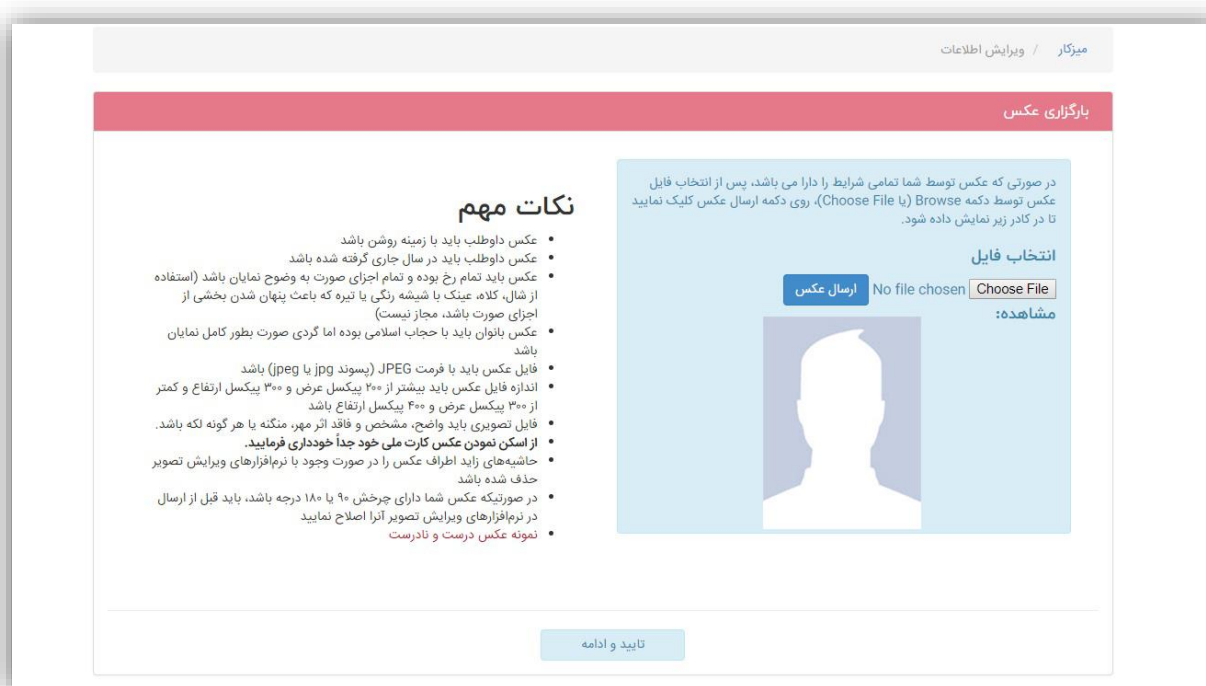 میزکار / ویرایش اطلاعات
بارگزاری عکس
در صورتی که عکس توسط شما تمامی شرایط را دارا می باشد، پس از انتخاب فایل
عکس توسط دکمه Browse (یا Choose File)، روی دکمه ارسال عکس کلیک نمایید
تا در کادر زیر نمایش داده شود.
انتخاب فایل
Choose File No file chosen ارسال عکس
مشاهده:
نکات مهم
• عکس داوطلب باید با زمینه روشن باشد
• عکس داوطلب باید در سال جاری گرفته شده باشد
• عکس باید تمام رخ بوده و تمام اجزای صورت به وضوح نمایان باشد (استفاده
از شال، کلاه، عینک با شیشه رنگی یا تیره که باعث پنهان شدن بخشی از
اجزای صورت باشد، مجاز نیست)
• عکس بانوان باید با حجاب اسلامی بوده اما گردی صورت بطور کامل نمایان
باشد
• فایل عکس باید با فرمت JPEG (پسوند jpg یا jpeg) باشد
• اندازه فایل عکس باید بیشتر از ۲۰۰ پیکسل عرض و ۳۰۰ پیکسل ارتفاع و کمتر
از ۳۰۰ پیکسل عرض و ۴۰۰ پیکسل ارتفاع باشد
• فایل تصویری باید واضح، مشخص و فاقد اثر مهر، منگنه یا هر گونه لکه باشد.
• از اسکن نمودن عکس کارت ملی خود جداً خودداری فرمایید.
• حاشیه‌های زاید اطراف عکس را در صورت وجود با نرم‌افزارهای ویرایش تصویر
حذف شده باشد
• در صورتیکه عکس شما دارای چرخش ۹۰ یا ۱۸۰ درجه باشد، باید قبل از ارسال
در نرم‌افزارهای ویرایش تصویر آنرا اصلاح نمایید
• نمونه عکس درست و نادرست
تایید و ادامه